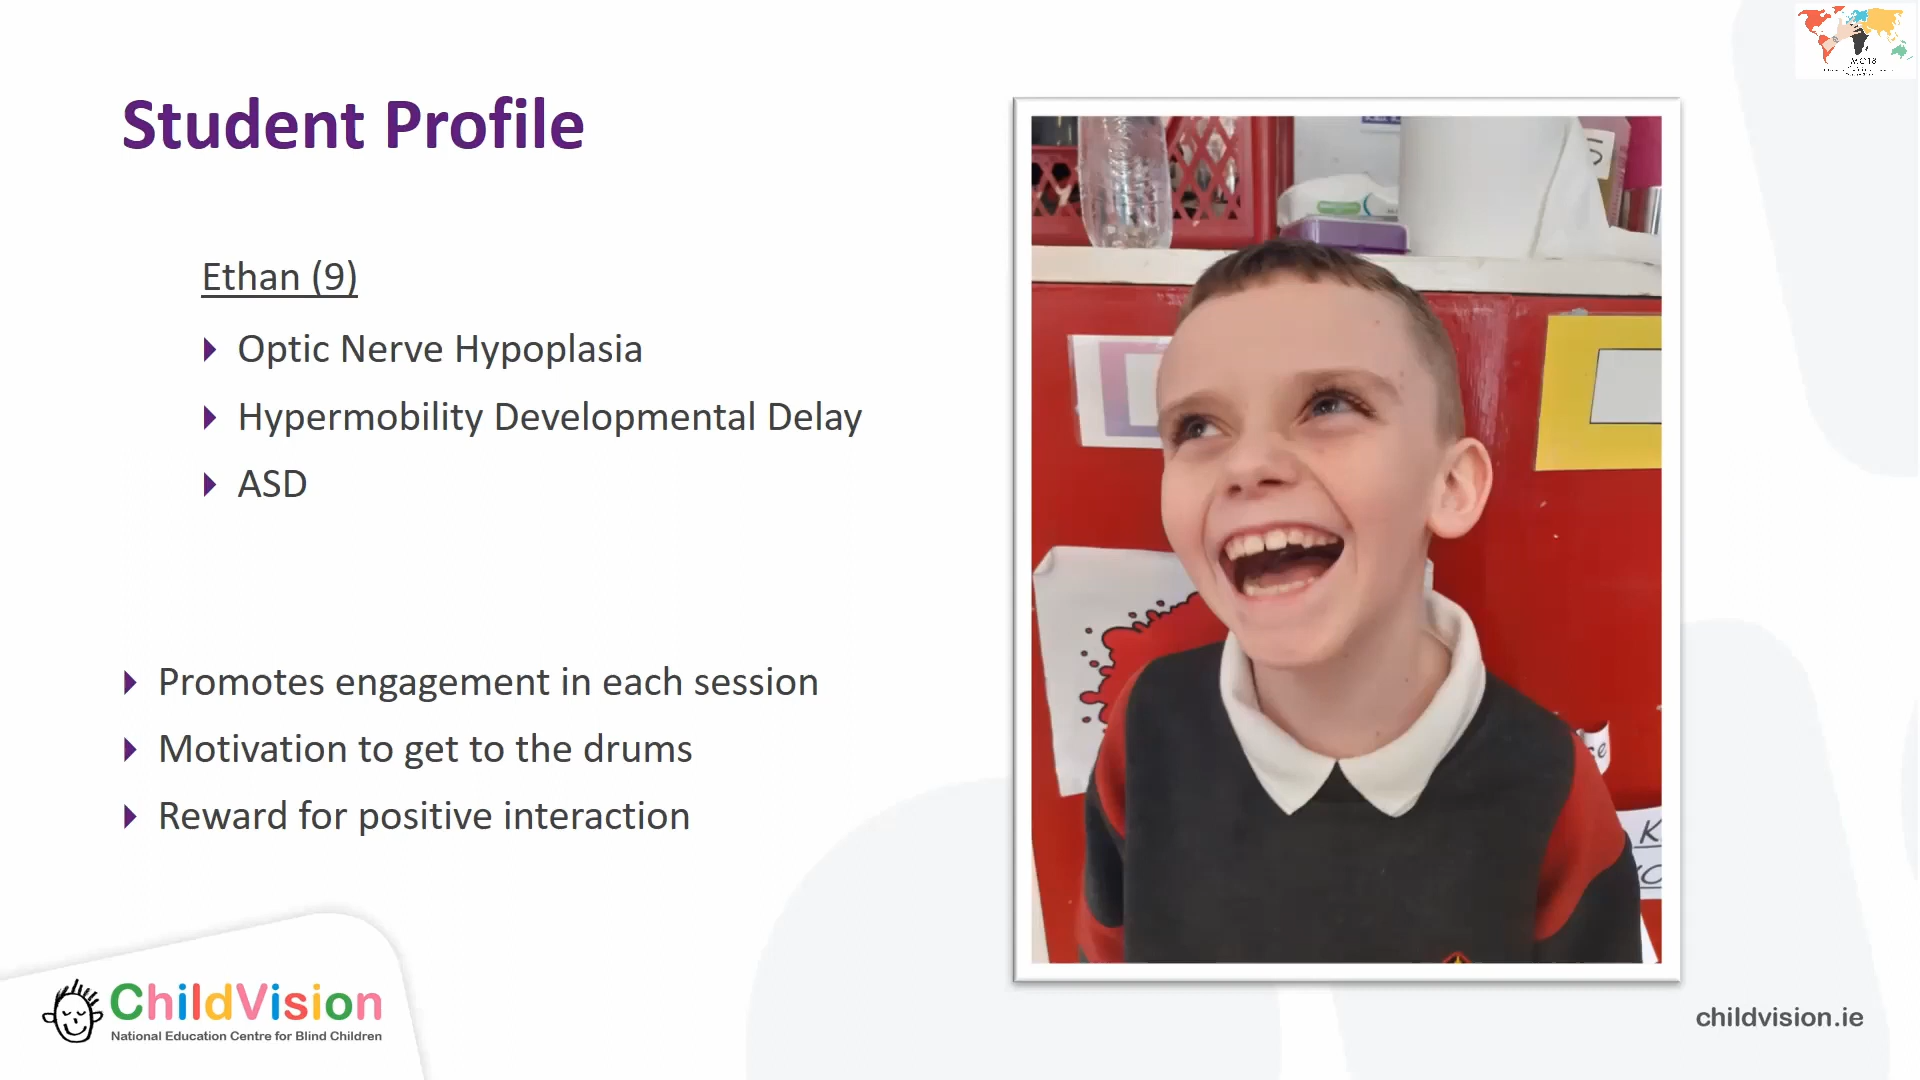 Student Profile
Ethan (9)
Optic Nerve Hypoplasia
Hypermobility Developmental Delay
ASD
Promotes engagement in each session
Motivation to get to the drums
Reward for positive interaction
ChildVision
National Education Centre for Blind Children
childvision.ie